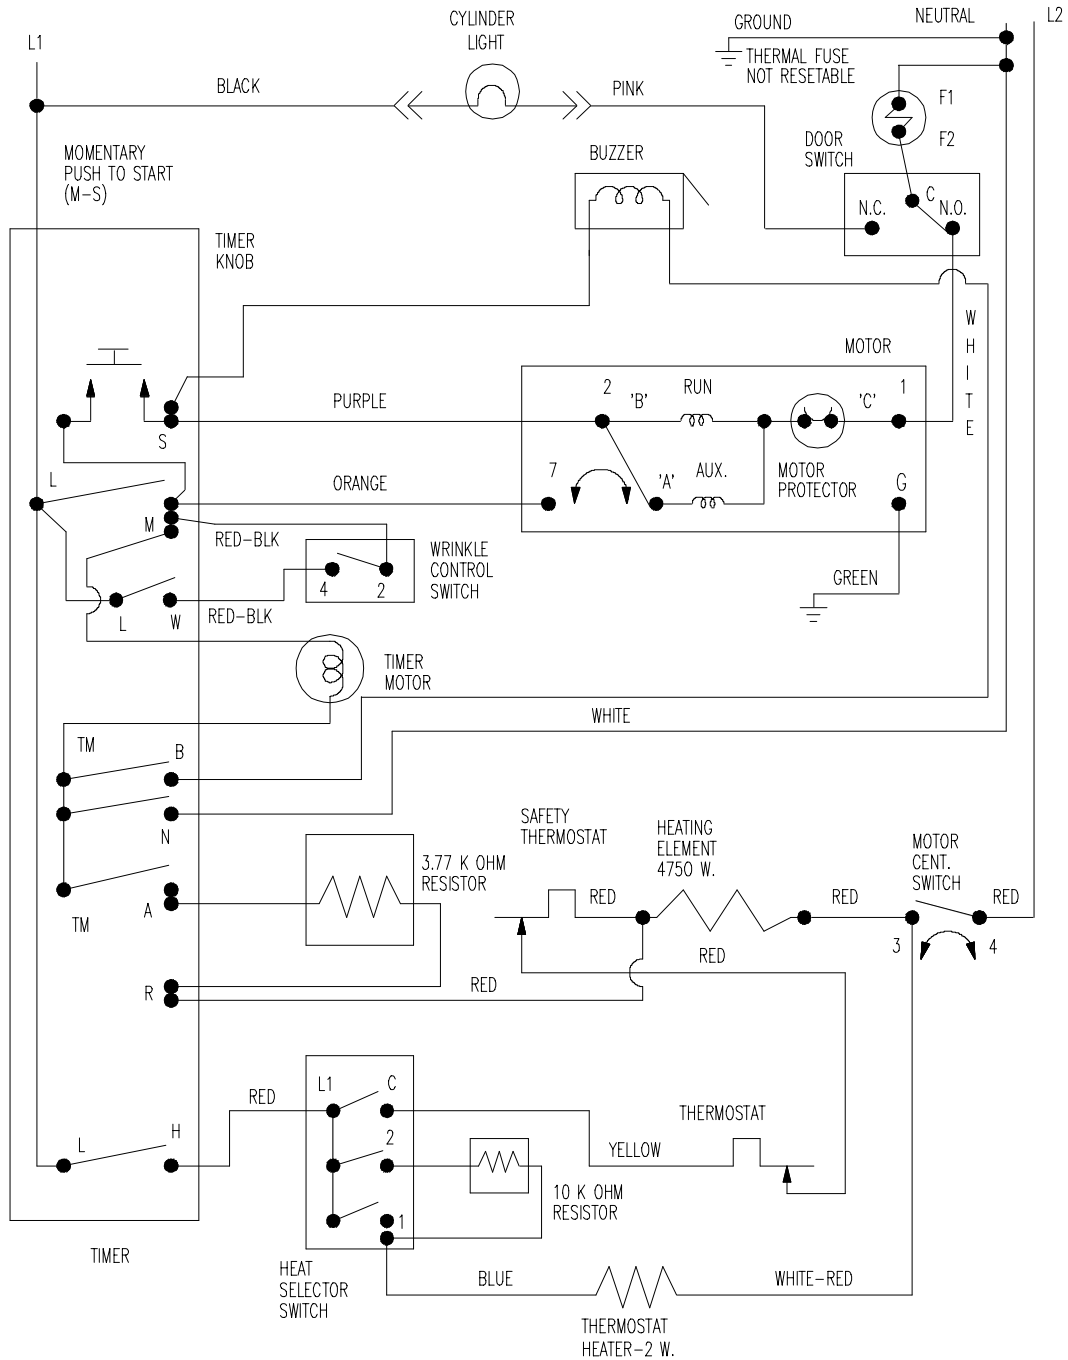 L1
CYLINDER
LIGHT
GROUND
NEUTRAL
L2
THERMAL FUSE
NOT RESETABLE
BLACK
PINK
F1
F2
MOMENTARY
PUSH TO START
(M-S)
BUZZER
DOOR
SWITCH
C
N.C.
N.O.
TIMER
KNOB
WHITE
MOTOR
PURPLE
2
'B'
RUN
'C'
1
S
L
ORANGE
7
'A'
AUX.
MOTOR
PROTECTOR
G
M
RED-BLK
WRINKLE
CONTROL
SWITCH
4
2
GREEN
L
W
RED-BLK
TIMER
MOTOR
WHITE
TM
B
N
SAFETY
THERMOSTAT
HEATING
ELEMENT
4750 W.
MOTOR
CENT.
SWITCH
3.77 K OHM
RESISTOR
RED
RED
RED
A
TM
3
4
RED
R
RED
L1
C
RED
THERMOSTAT
L
H
2
YELLOW
10 K OHM
RESISTOR
1
TIMER
HEAT
SELECTOR
SWITCH
BLUE
WHITE-RED
THERMOSTAT
HEATER-2 W.